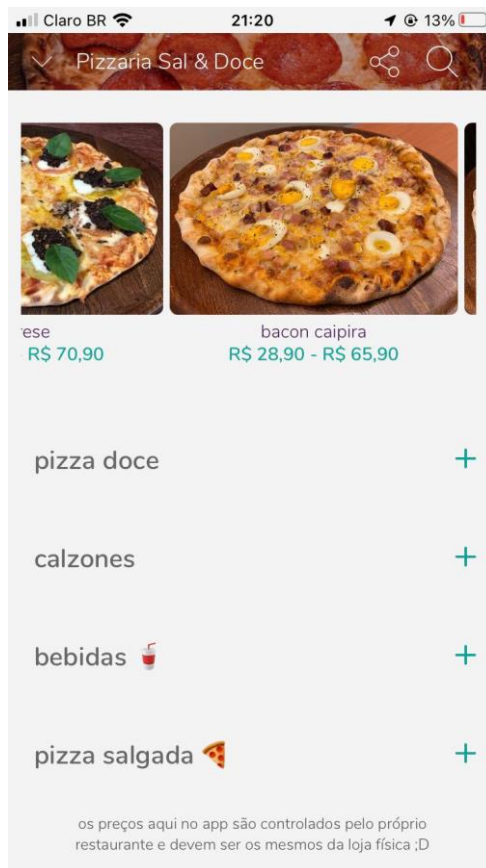 Claro BR 21:20 13%
Pizzaria Sal & Doce
rese bacon caipira
R$ 70,90 R$ 28,90 - R$ 65,90
pizza doce +
calzones +
bebidas 🥤 +
pizza salgada 🍕 +
os preços aqui no app são controlados pelo próprio
restaurante e devem ser os mesmos da loja física ;D